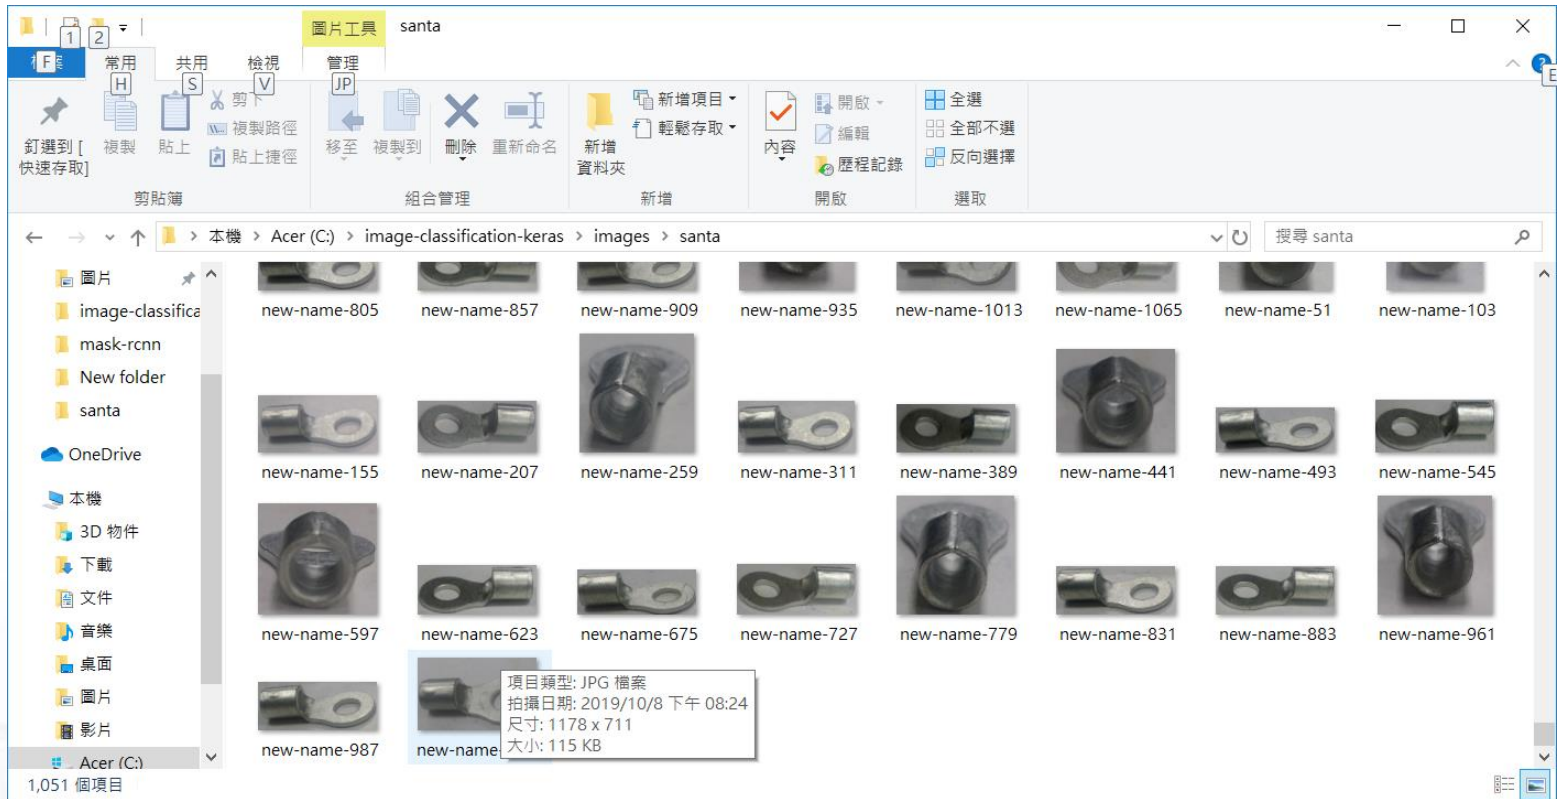 1 2 圖片工具 santa
F 常用 共用 檢視 管理
H S V JP E
釘選到 [
快速存取]
複製
貼上
剪下
複製路徑
貼上捷徑
移至
複製到
刪除
重新命名
新增
資料夾
新增項目
輕鬆存取
內容
開啟
編輯
歷程記錄
全選
全部不選
反向選擇
剪貼簿 組合管理 新增 開啟 選取
本機 > Acer (C:) > image-classification-keras > images > santa
搜尋 santa
圖片
image-classifica
mask-rcnn
New folder
santa
OneDrive
本機
3D 物件
下載
文件
音樂
桌面
圖片
影片
Acer (C:)
new-name-805 new-name-857 new-name-909 new-name-935 new-name-1013 new-name-1065 new-name-51 new-name-103
new-name-155 new-name-207 new-name-259 new-name-311 new-name-389 new-name-441 new-name-493 new-name-545
new-name-597 new-name-623 new-name-675 new-name-727 new-name-779 new-name-831 new-name-883 new-name-961
new-name-987 new-name-
項目類型: JPG 檔案
拍攝日期: 2019/10/8 下午 08:24
尺寸: 1178 x 711
大小: 115 KB
1,051 個項目